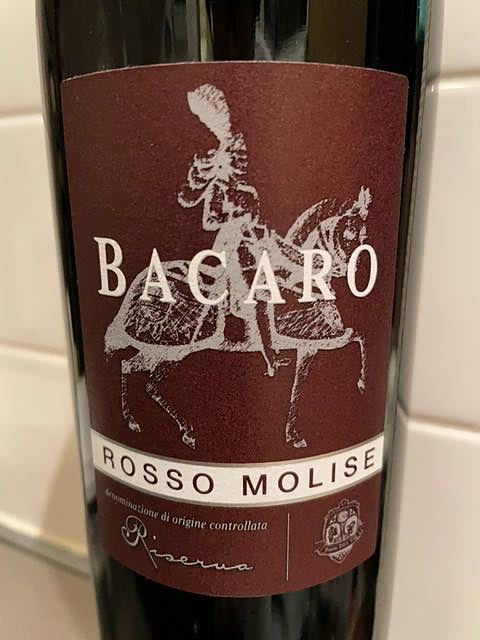 BACARO
ROSSO MOLISE
denominazione di origine controllata
Riserva